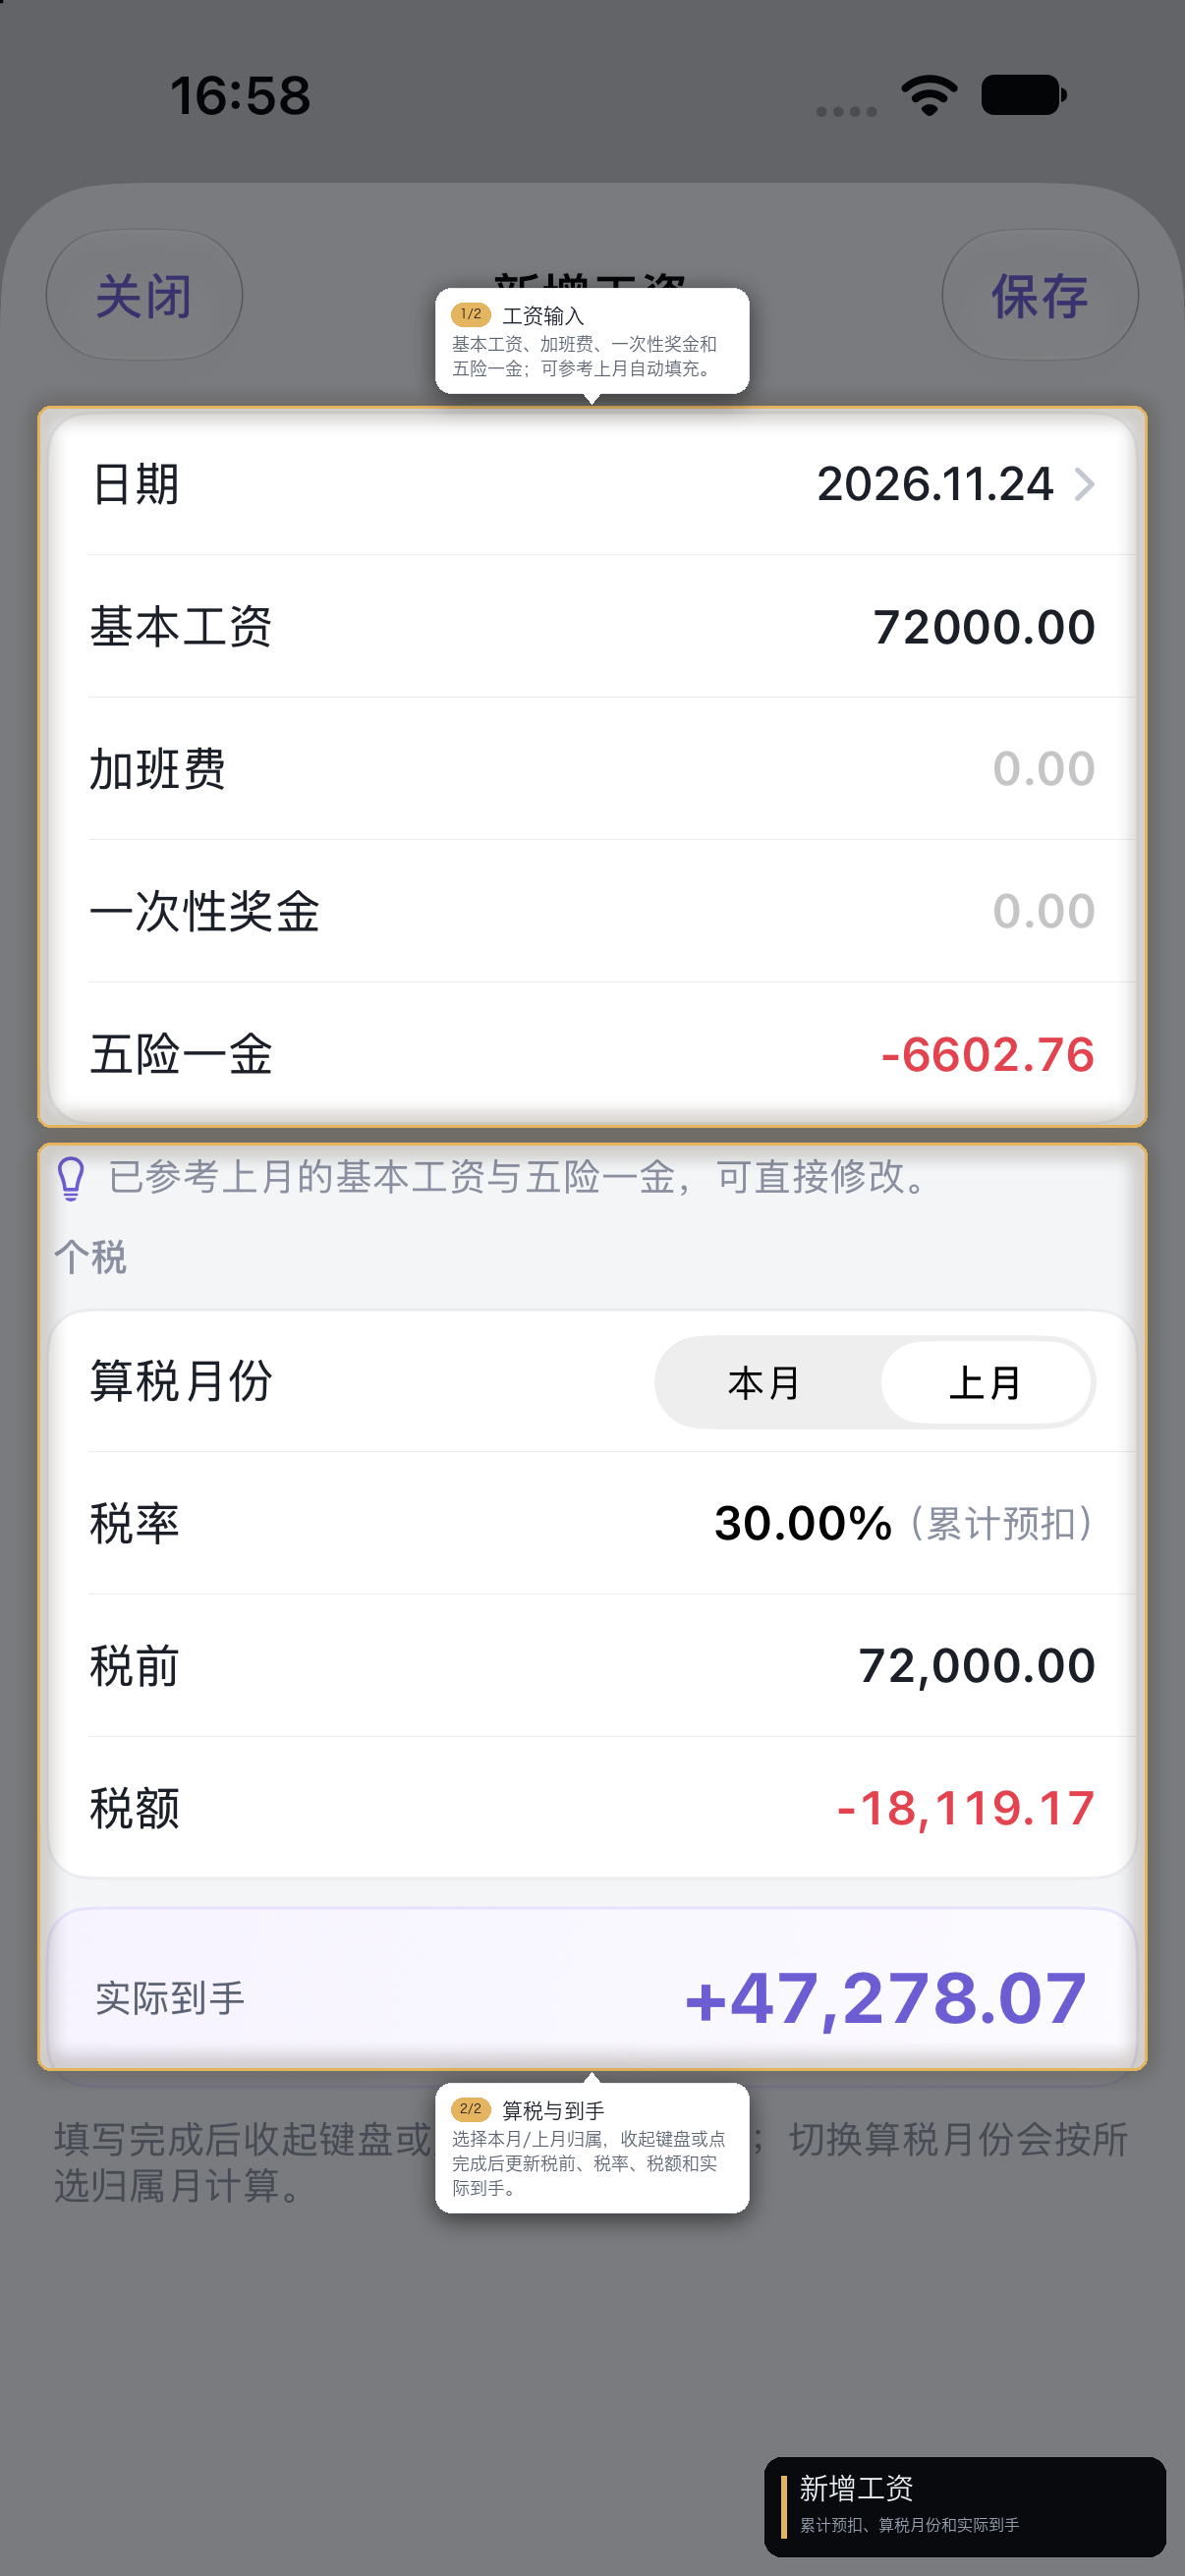 16:58
关闭
新增工资
保存
1/2 工资输入
基本工资、加班费、一次性奖金和
五险一金；可参考上月自动填充。
日期 2026.11.24
基本工资 72000.00
加班费 0.00
一次性奖金 0.00
五险一金 -6602.76
已参考上月的基本工资与五险一金，可直接修改。
个税
算税月份 本月 上月
税率 30.00%（累计预扣）
税前 72,000.00
税额 -18,119.17
实际到手 +47,278.07
2/2 算税与到手
选择本月/上月归属，收起键盘或点
完成后更新税前、税率、税额和实
际到手。
填写完成后收起键盘或 ；切换算税月份会按所
选归属月计算。
新增工资
累计预扣、算税月份和实际到手